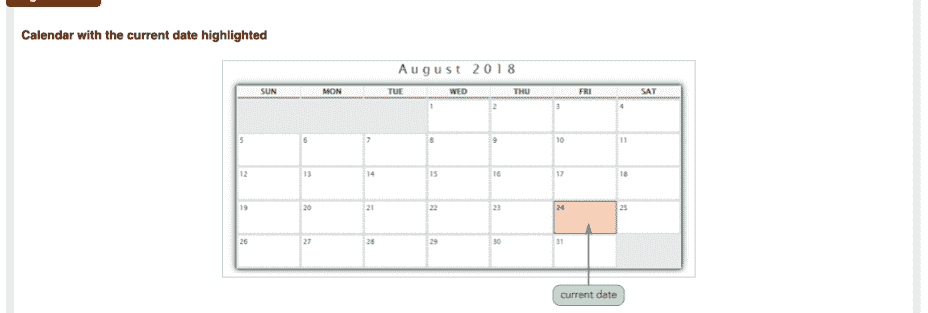 Calendar with the current date highlighted
August 2018
SUN MON TUE WED THU FRI SAT
1 2 3 4
5 6 7 8 9 10 11
12 13 14 15 16 17 18
19 20 21 22 23 24 25
26 27 28 29 30 31
current date